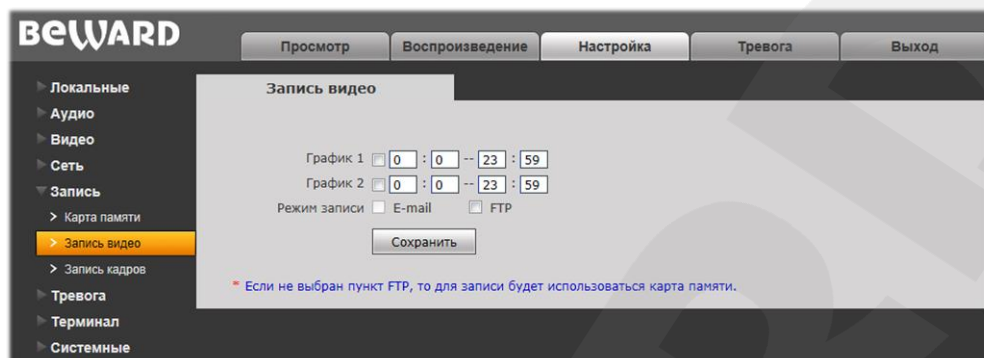 BEWARD
Просмотр Воспроизведение Настройка Тревога Выход
Локальные
Аудио
Видео
Сеть
Запись
> Карта памяти
> Запись видео
> Запись кадров
Тревога
Терминал
Системные
Запись видео
График 1 0 : 0 -- 23 : 59
График 2 0 : 0 -- 23 : 59
Режим записи E-mail FTP
Сохранить
* Если не выбран пункт FTP, то для записи будет использоваться карта памяти.